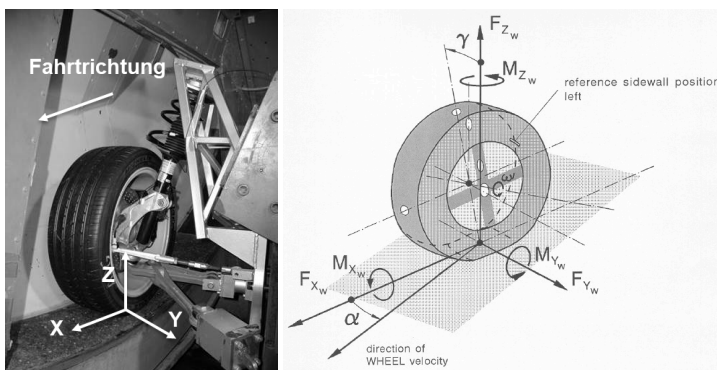 Fahrtrichtung
Z
X
Y
γ
F_Zw
M_Zw
reference sidewall position
left
ω
M_Xw
F_Xw
M_Yw
F_Yw
α
direction of
WHEEL velocity